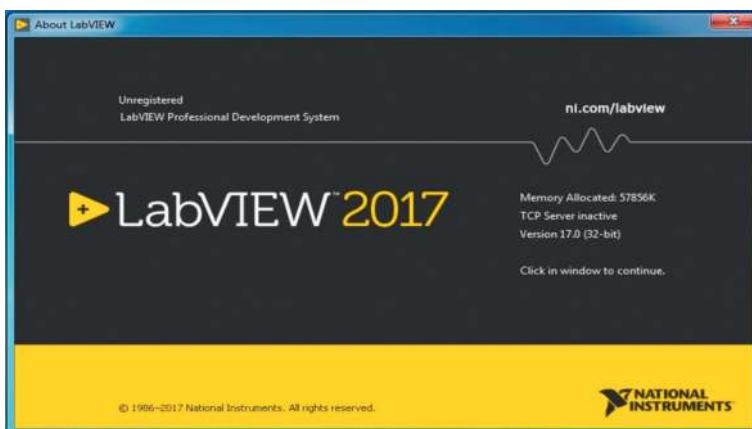 About LabVIEW
Unregistered
LabVIEW Professional Development System
ni.com/labview
LabVIEW™ 2017
Memory Allocated: 57856K
TCP Server inactive
Version 17.0 (32-bit)
Click in window to continue.
© 1986–2017 National Instruments. All rights reserved.
NATIONAL
INSTRUMENTS